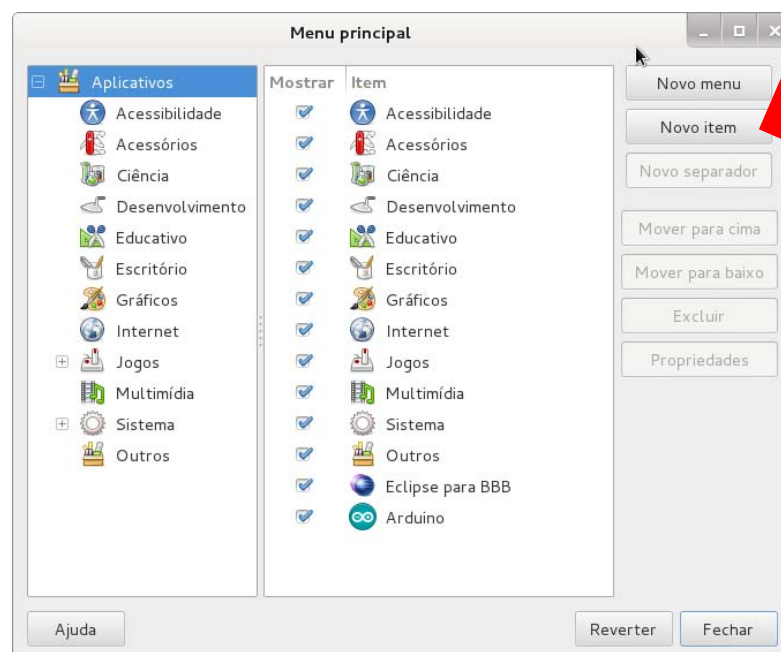 Menu principal
Aplicativos
Acessibilidade
Acessórios
Ciência
Desenvolvimento
Educativo
Escritório
Gráficos
Internet
Jogos
Multimídia
Sistema
Outros
Mostrar Item
Acessibilidade
Acessórios
Ciência
Desenvolvimento
Educativo
Escritório
Gráficos
Internet
Jogos
Multimídia
Sistema
Outros
Eclipse para BBB
Arduino
Novo menu
Novo item
Novo separador
Mover para cima
Mover para baixo
Excluir
Propriedades
Ajuda
Reverter
Fechar